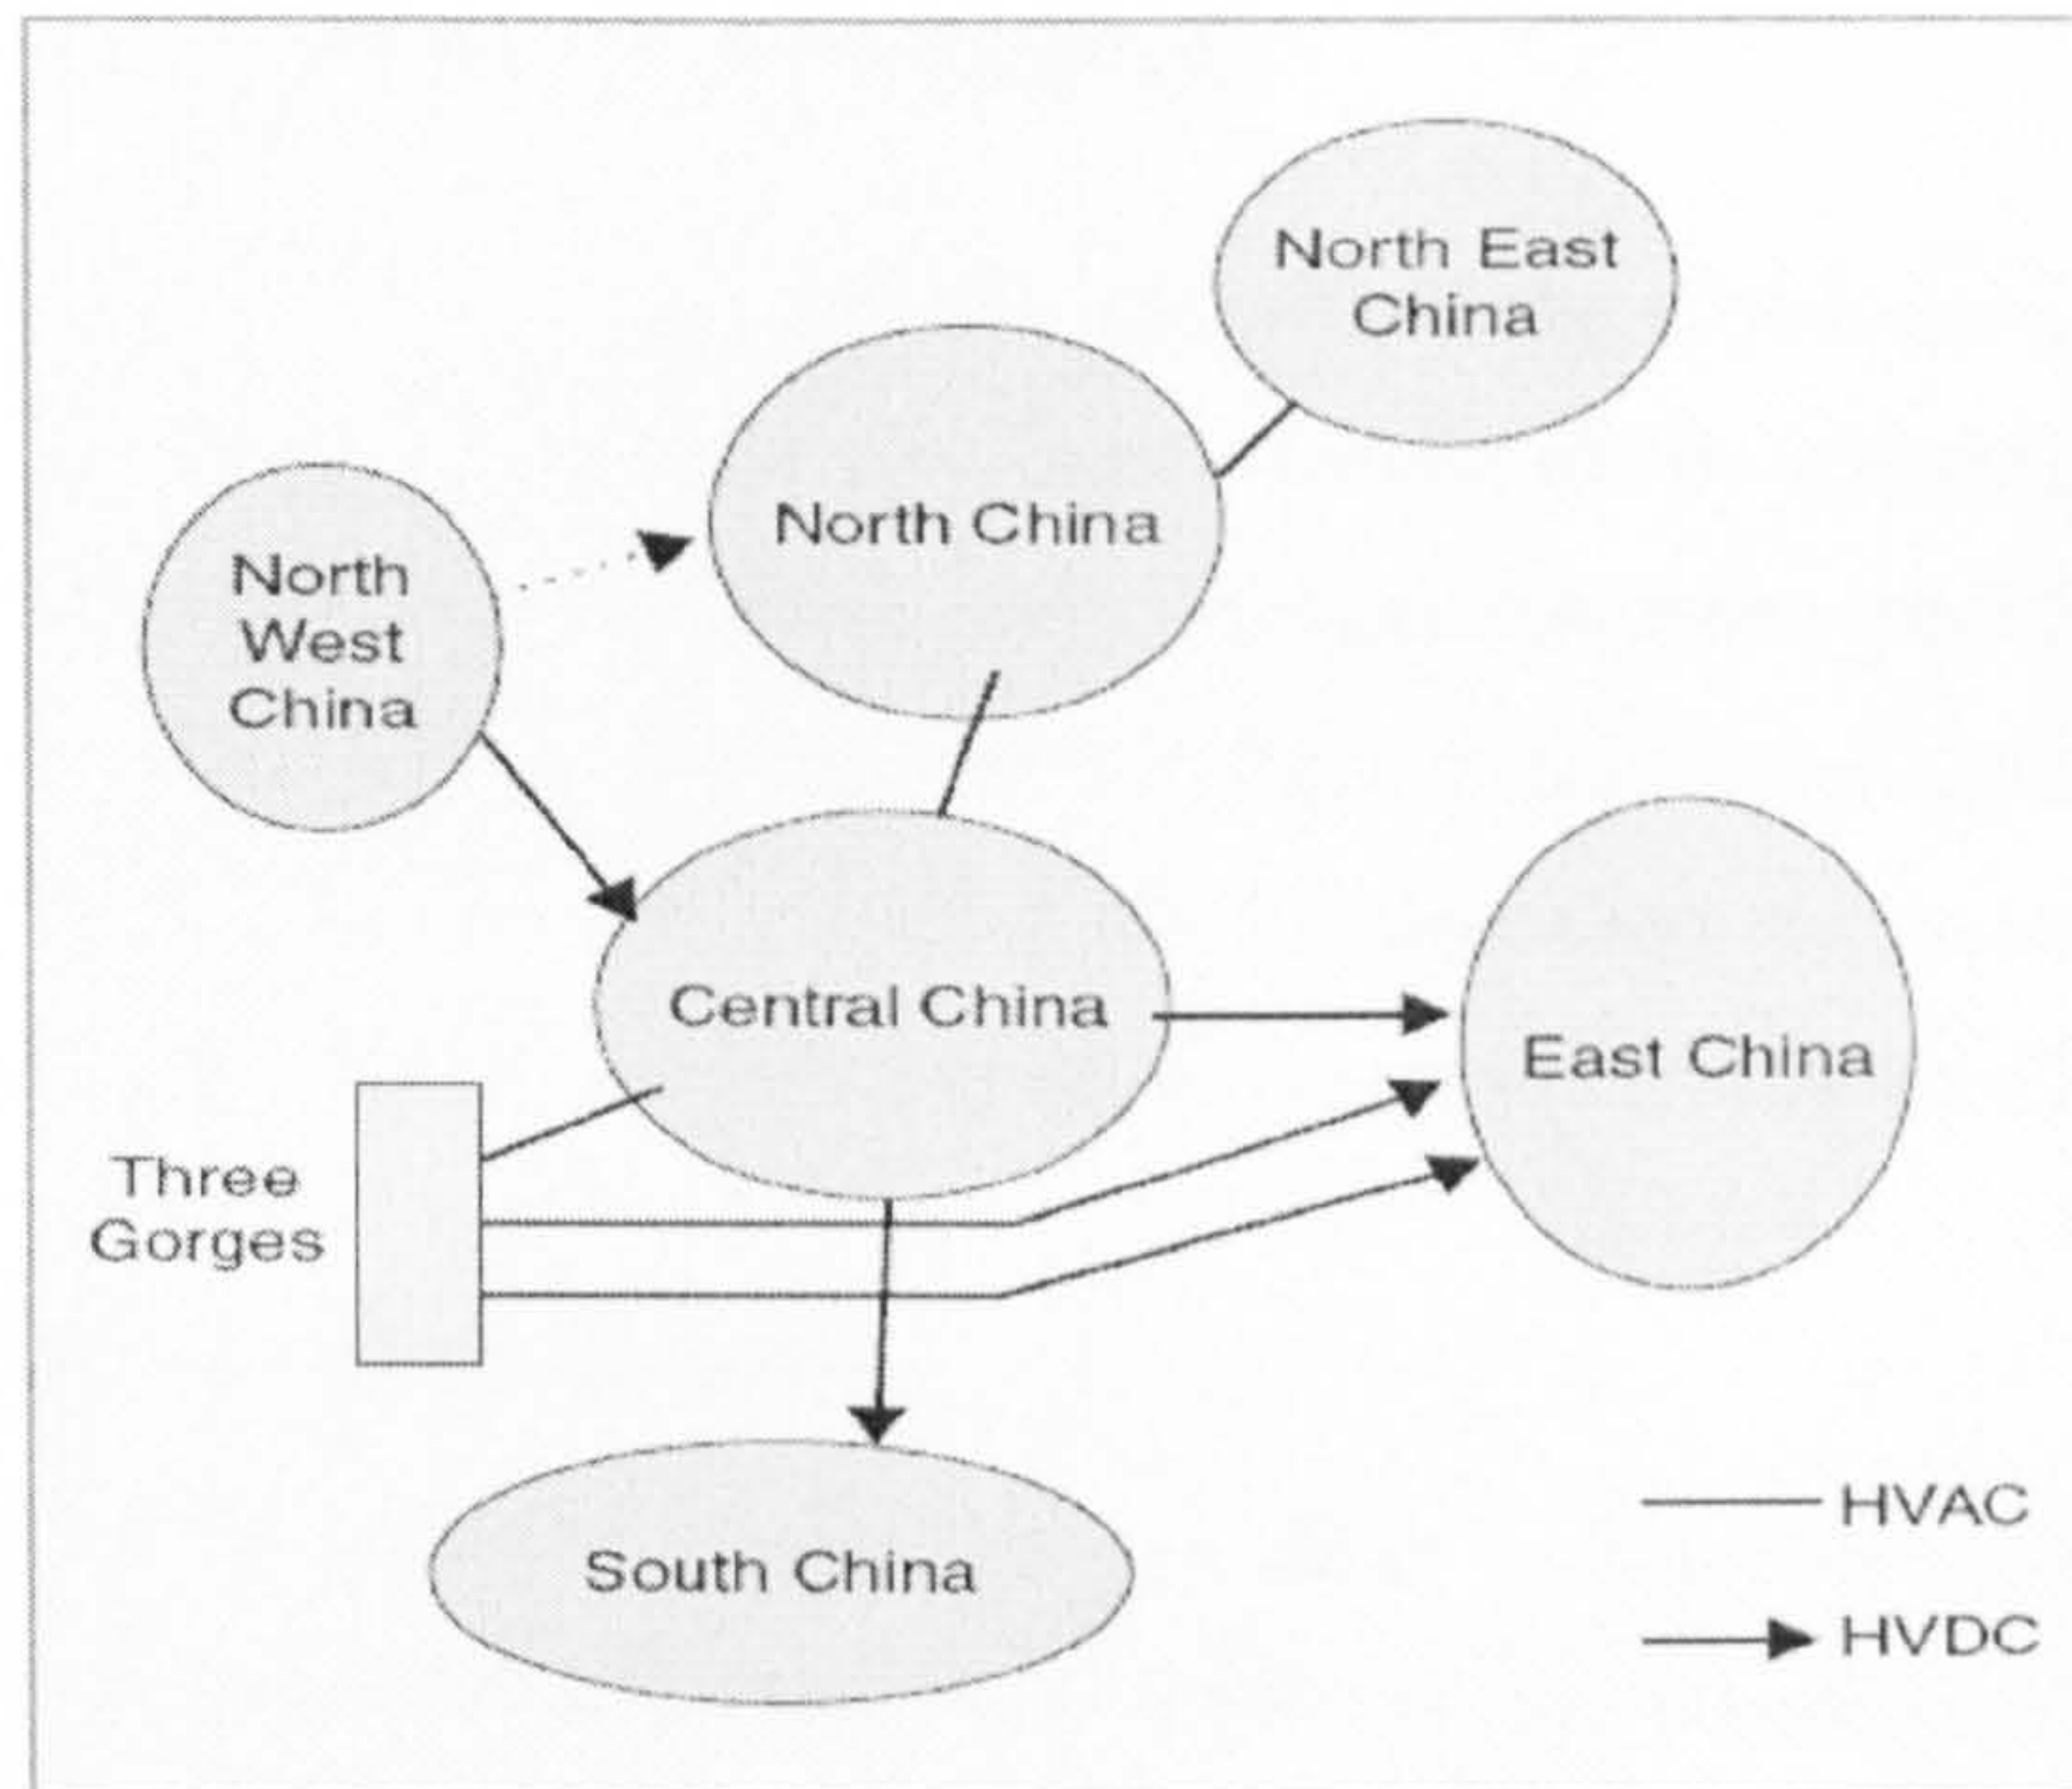 North East
China
North China
North
West
China
Central China
East China
Three
Gorges
South China
HVAC
HVDC